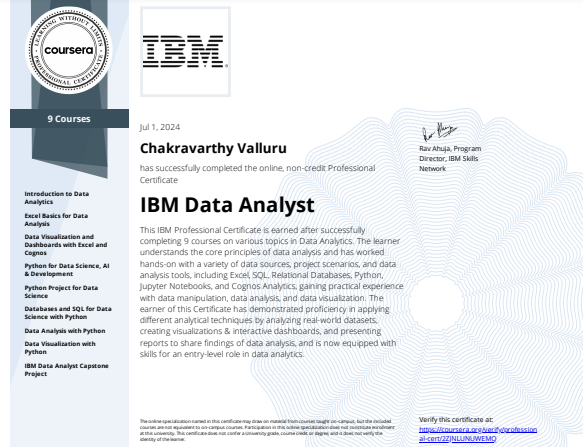 LEARNING WITHOUT LIMITS
coursera
PROFESSIONAL CERTIFICATE
9 Courses
Introduction to Data
Analytics
Excel Basics for Data
Analysis
Data Visualization and
Dashboards with Excel and
Cognos
Python for Data Science, AI
& Development
Python Project for Data
Science
Databases and SQL for Data
Science with Python
Data Analysis with Python
Data Visualization with
Python
IBM Data Analyst Capstone
Project
IBM®
Jul 1, 2024
Chakravarthy Valluru
has successfully completed the online, non-credit Professional
Certificate
IBM Data Analyst
This IBM Professional Certificate is earned after successfully
completing 9 courses on various topics in Data Analytics. The learner
understands the core principles of data analysis and has worked
hands-on with a variety of data sources, project scenarios, and data
analysis tools, including Excel, SQL, Relational Databases, Python,
Jupyter Notebooks, and Cognos Analytics, gaining practical experience
with data manipulation, data analysis, and data visualization. The
earner of this Certificate has demonstrated proficiency in applying
different analytical techniques by analyzing real-world datasets,
creating visualizations & interactive dashboards, and presenting
reports to share findings of data analysis, and is now equipped with
skills for an entry-level role in data analytics.
Rav Ahuja
Rav Ahuja, Program
Director, IBM Skills
Network
The online specialization named in this certificate may draw on material from courses taught on-campus, but the included
courses are not equivalent to on-campus courses. Participation in this online specialization does not constitute enrollment
at this university. This certificate does not confer a University grade, course credit or degree, and it does not verify the
identity of the learner.
Verify this certificate at:
https://coursera.org/verify/profession
al-cert/